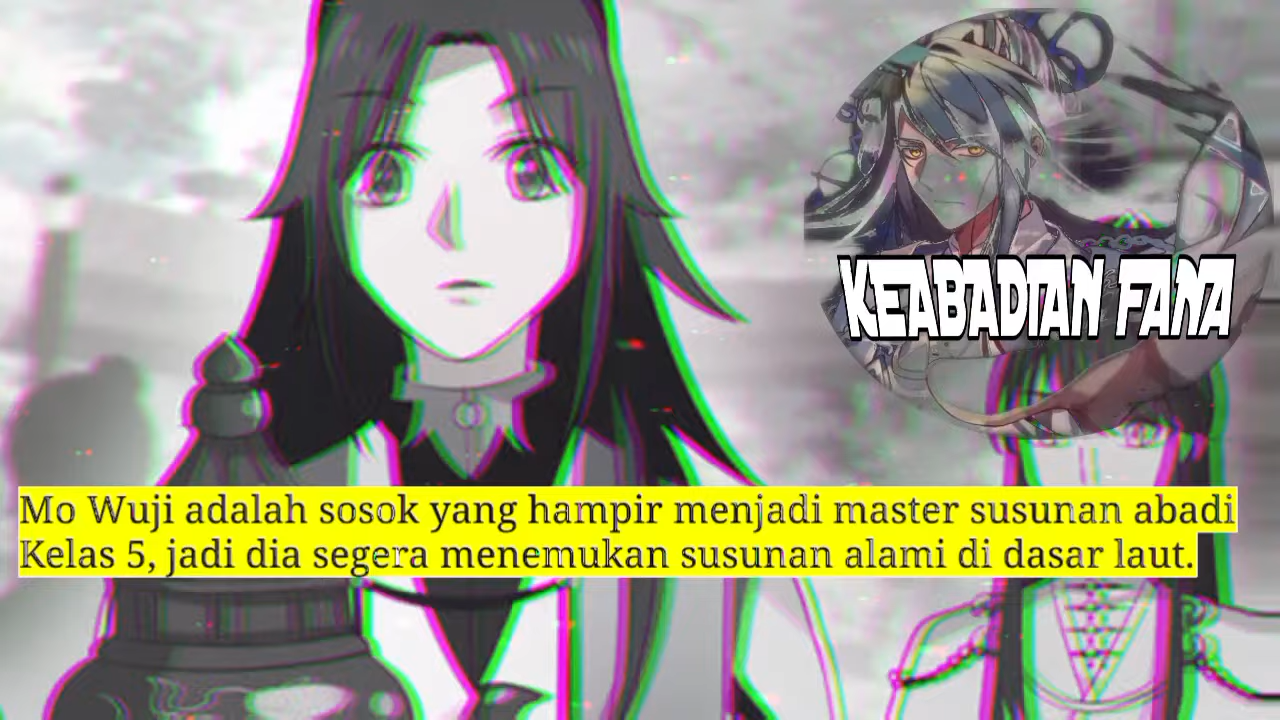 KEABADIAN FANA
Mo Wuji adalah sosok yang hampir menjadi master susunan abadi
Kelas 5, jadi dia segera menemukan susunan alami di dasar laut.